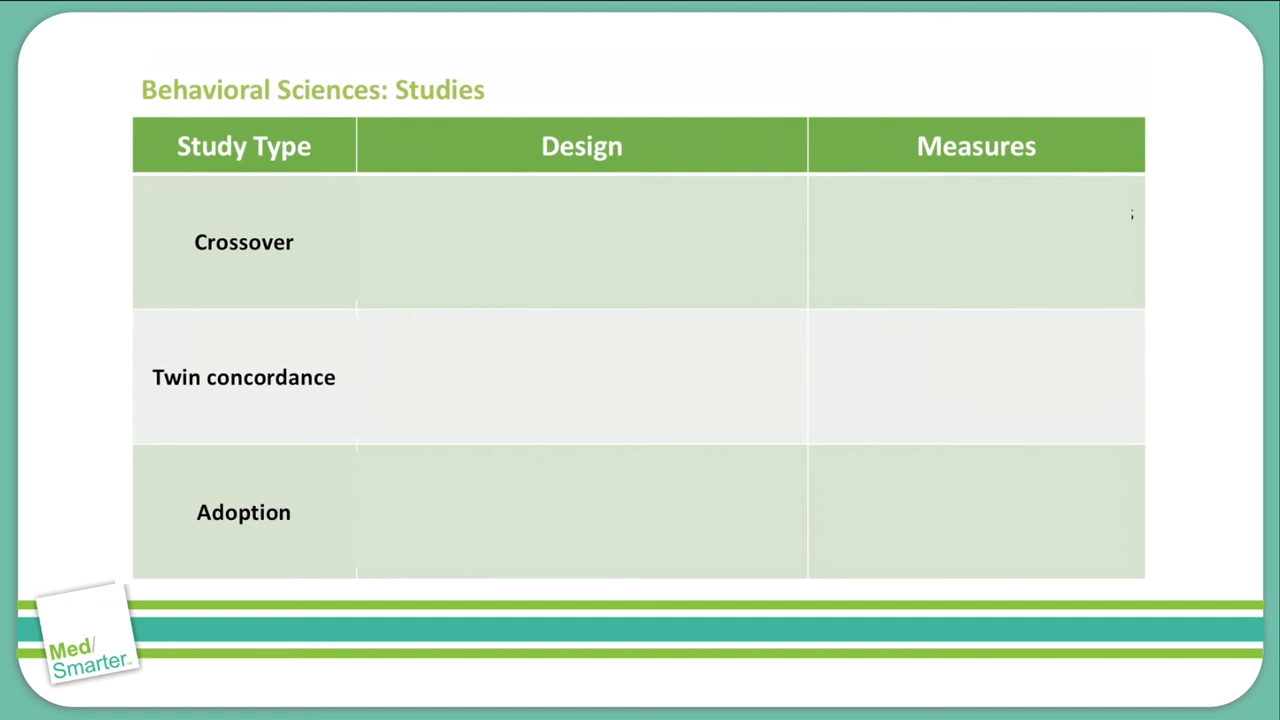 Behavioral Sciences: Studies
Study Type Design Measures
;
Crossover
Twin concordance
Adoption
Med/
Smarter